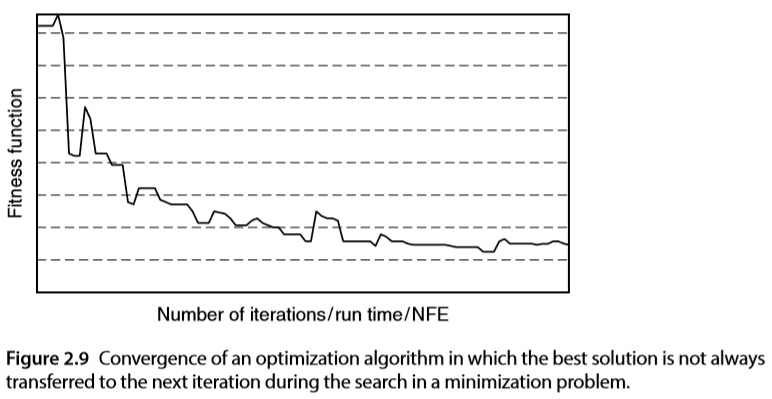 Fitness function
Number of iterations/run time/NFE
Figure 2.9 Convergence of an optimization algorithm in which the best solution is not always
transferred to the next iteration during the search in a minimization problem.